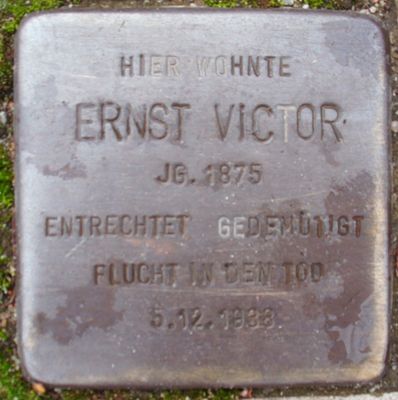 HIER WOHNTE
ERNST VICTOR
JG. 1875
ENTRECHTET GEDEMÜTIGT
FLUCHT IN DEN TOD
5.12.1938